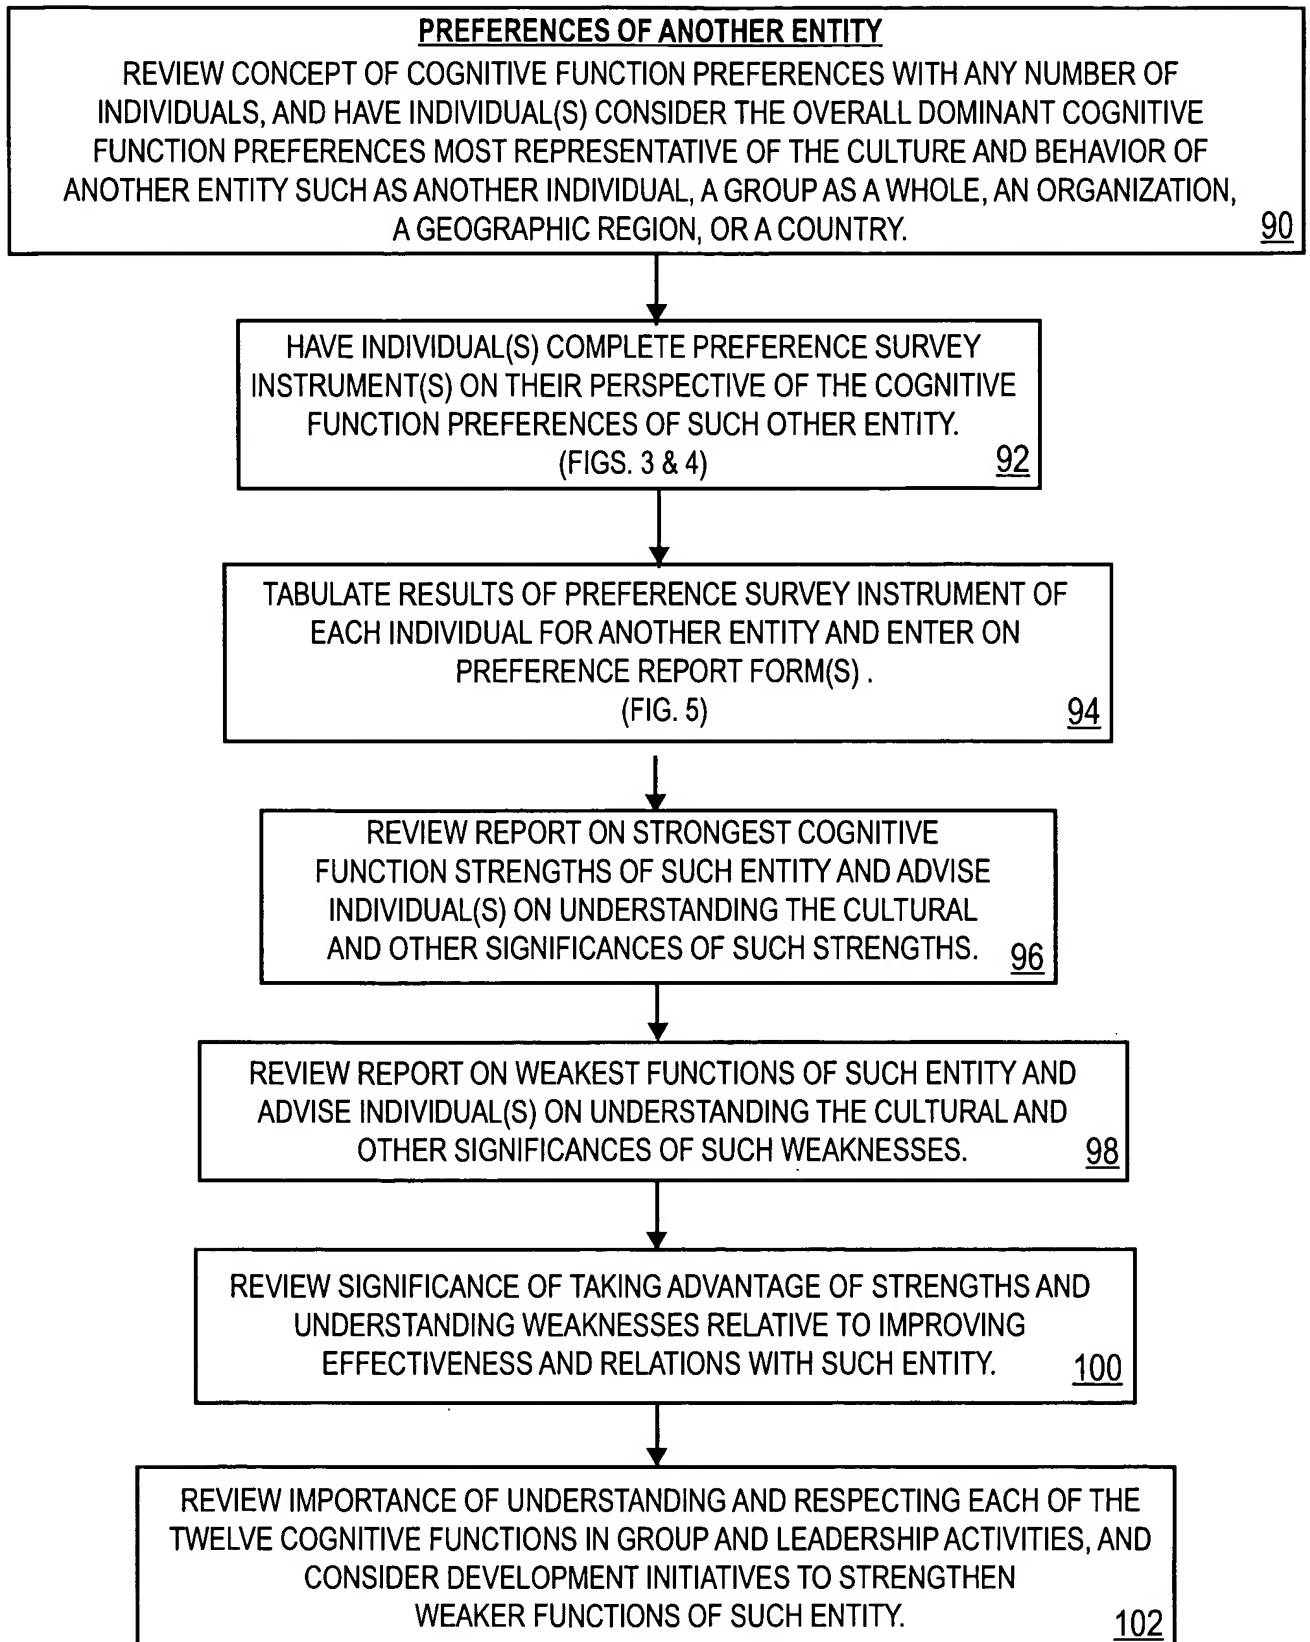 PREFERENCES OF ANOTHER ENTITY
REVIEW CONCEPT OF COGNITIVE FUNCTION PREFERENCES WITH ANY NUMBER OF
INDIVIDUALS, AND HAVE INDIVIDUAL(S) CONSIDER THE OVERALL DOMINANT COGNITIVE
FUNCTION PREFERENCES MOST REPRESENTATIVE OF THE CULTURE AND BEHAVIOR OF
ANOTHER ENTITY SUCH AS ANOTHER INDIVIDUAL, A GROUP AS A WHOLE, AN ORGANIZATION,
A GEOGRAPHIC REGION, OR A COUNTRY.
90
HAVE INDIVIDUAL(S) COMPLETE PREFERENCE SURVEY
INSTRUMENT(S) ON THEIR PERSPECTIVE OF THE COGNITIVE
FUNCTION PREFERENCES OF SUCH OTHER ENTITY.
(FIGS. 3 & 4)
92
TABULATE RESULTS OF PREFERENCE SURVEY INSTRUMENT OF
EACH INDIVIDUAL FOR ANOTHER ENTITY AND ENTER ON
PREFERENCE REPORT FORM(S) .
(FIG. 5)
94
REVIEW REPORT ON STRONGEST COGNITIVE
FUNCTION STRENGTHS OF SUCH ENTITY AND ADVISE
INDIVIDUAL(S) ON UNDERSTANDING THE CULTURAL
AND OTHER SIGNIFICANCES OF SUCH STRENGTHS.
96
REVIEW REPORT ON WEAKEST FUNCTIONS OF SUCH ENTITY AND
ADVISE INDIVIDUAL(S) ON UNDERSTANDING THE CULTURAL AND
OTHER SIGNIFICANCES OF SUCH WEAKNESSES.
98
REVIEW SIGNIFICANCE OF TAKING ADVANTAGE OF STRENGTHS AND
UNDERSTANDING WEAKNESSES RELATIVE TO IMPROVING
EFFECTIVENESS AND RELATIONS WITH SUCH ENTITY.
100
REVIEW IMPORTANCE OF UNDERSTANDING AND RESPECTING EACH OF THE
TWELVE COGNITIVE FUNCTIONS IN GROUP AND LEADERSHIP ACTIVITIES, AND
CONSIDER DEVELOPMENT INITIATIVES TO STRENGTHEN
WEAKER FUNCTIONS OF SUCH ENTITY.
102